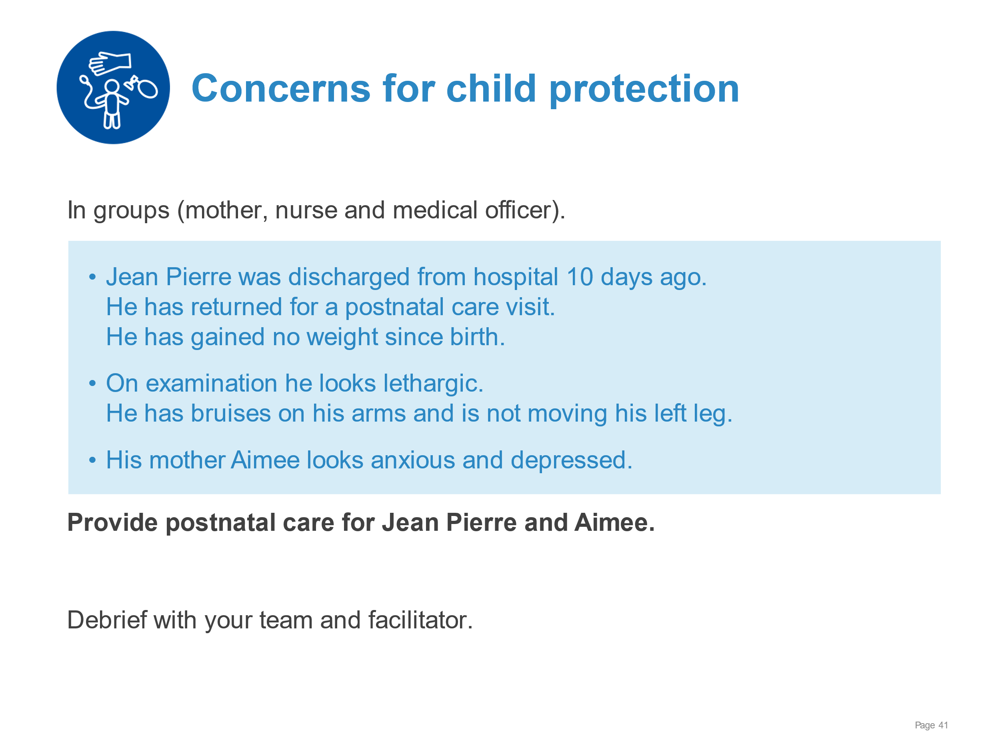 Concerns for child protection
In groups (mother, nurse and medical officer).
• Jean Pierre was discharged from hospital 10 days ago.
He has returned for a postnatal care visit.
He has gained no weight since birth.
• On examination he looks lethargic.
He has bruises on his arms and is not moving his left leg.
• His mother Aimee looks anxious and depressed.
Provide postnatal care for Jean Pierre and Aimee.
Debrief with your team and facilitator.
Page 41